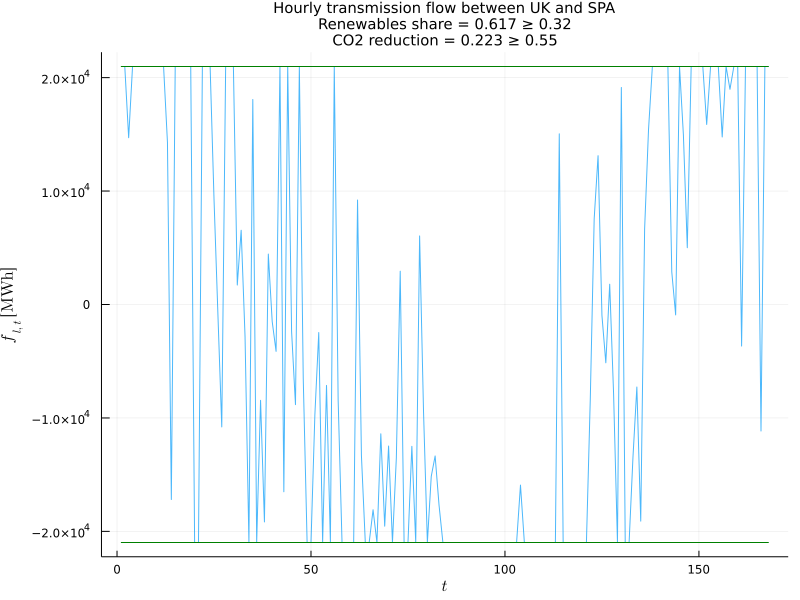 Hourly transmission flow between UK and SPA
Renewables share = 0.617 ≥ 0.32
CO2 reduction = 0.223 ≥ 0.55
2.0×10⁴
1.0×10⁴
0
−1.0×10⁴
−2.0×10⁴
f_{l,t} [MWh]
0 50 100 150
t